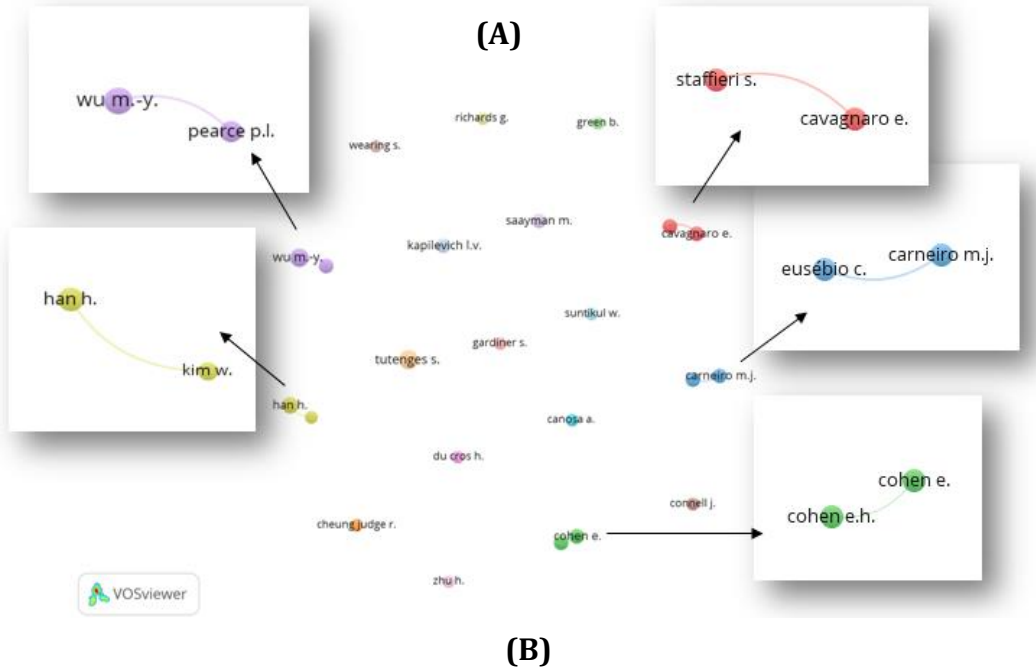 (A)
wu m.-y.
pearce p.l.
staffieri s.
cavagnaro e.
richards g.
green b.
wearing s.
saayman m.
kapilevich l.v.
cavagnaro e.
wu m.-y.
eusébio c.
carneiro m.j.
han h.
kim w.
suntikul w.
gardiner s.
tutenges s.
carneiro m.j.
han h.
canosa a.
du cros h.
cohen e.
cohen e.h.
connell j.
cheung judge r.
cohen e.
zhu h.
VOSviewer
(B)